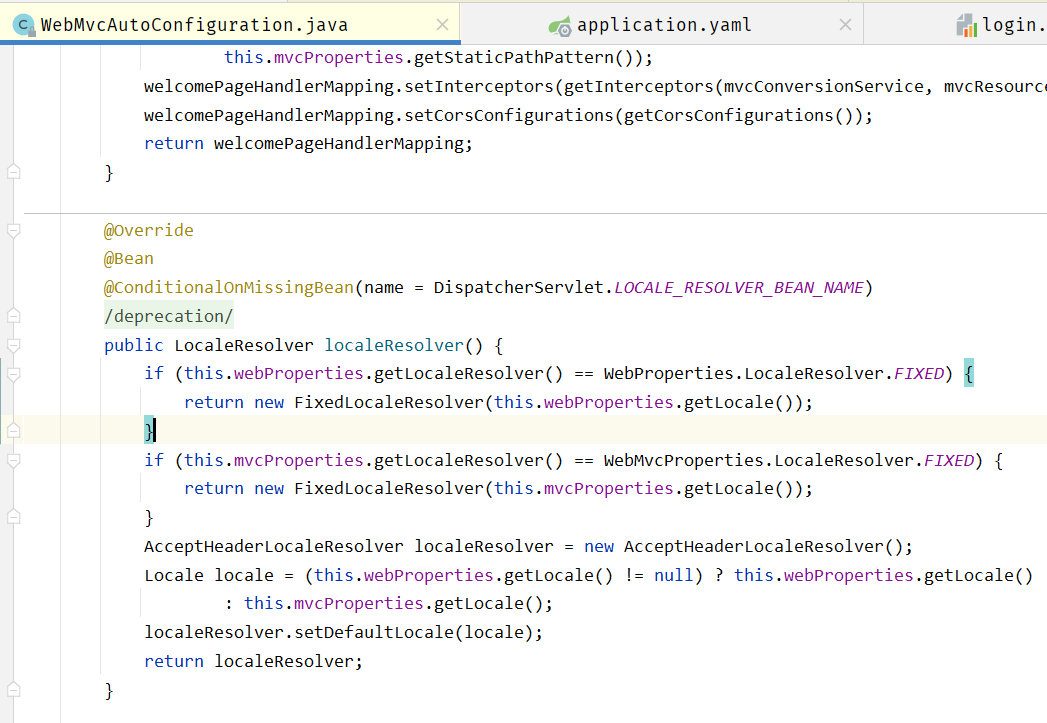 WebMvcAutoConfiguration.java application.yaml login.
this.mvcProperties.getStaticPathPattern());
welcomePageHandlerMapping.setInterceptors(getInterceptors(mvcConversionService, mvcResource
welcomePageHandlerMapping.setCorsConfigurations(getCorsConfigurations());
return welcomePageHandlerMapping;
}
@Override
@Bean
@ConditionalOnMissingBean(name = DispatcherServlet.LOCALE_RESOLVER_BEAN_NAME)
/deprecation/
public LocaleResolver localeResolver() {
if (this.webProperties.getLocaleResolver() == WebProperties.LocaleResolver.FIXED) {
return new FixedLocaleResolver(this.webProperties.getLocale());
}
if (this.mvcProperties.getLocaleResolver() == WebMvcProperties.LocaleResolver.FIXED) {
return new FixedLocaleResolver(this.mvcProperties.getLocale());
}
AcceptHeaderLocaleResolver localeResolver = new AcceptHeaderLocaleResolver();
Locale locale = (this.webProperties.getLocale() != null) ? this.webProperties.getLocale()
: this.mvcProperties.getLocale();
localeResolver.setDefaultLocale(locale);
return localeResolver;
}